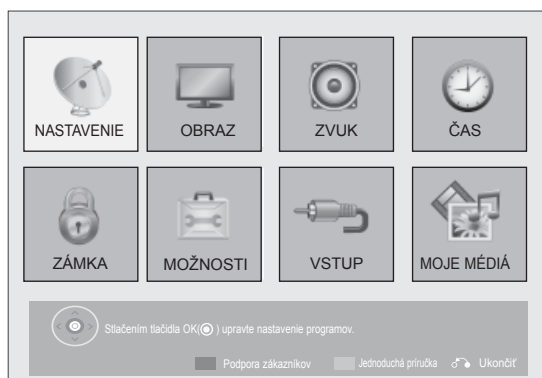 NASTAVENIE OBRAZ ZVUK ČAS
ZÁMKA MOŽNOSTI VSTUP MOJE MÉDIÁ
Stlačením tlačidla OK( ) upravte nastavenie programov.
Podpora zákazníkov Jednoduchá príručka Ukončiť